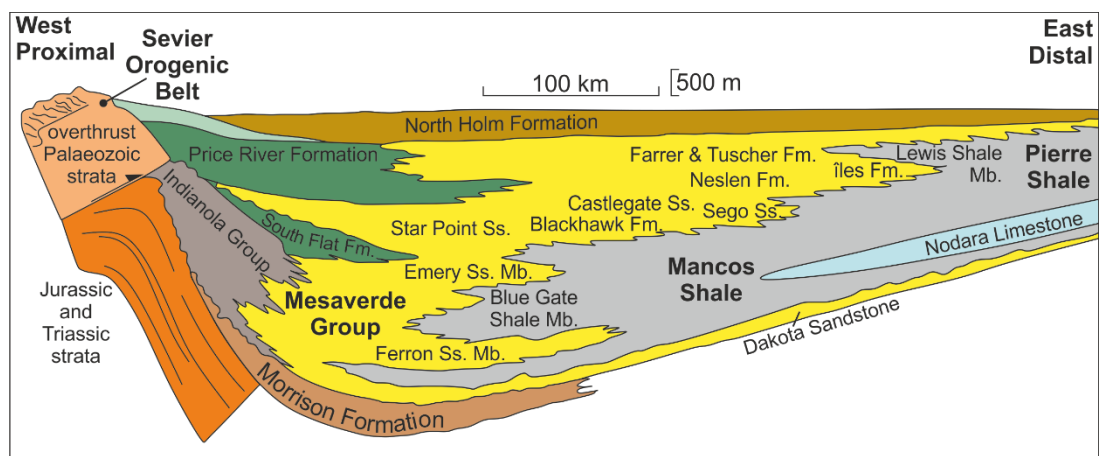 West
Proximal
Sevier
Orogenic
Belt
East
Distal
100 km
500 m
overthrust
Palaeozoic
strata
North Holm Formation
Price River Formation
Farrer & Tuscher Fm.
Lewis Shale
Mb.
Pierre
Shale
Neslen Fm.
îles Fm.
Indianola Group
South Flat Fm.
Castlegate Ss.
Sego Ss.
Star Point Ss.
Blackhawk Fm.
Nodara Limestone
Emery Ss. Mb.
Mancos
Shale
Jurassic
and
Triassic
strata
Mesaverde
Group
Blue Gate
Shale Mb.
Dakóta Sandstone
Ferron Ss. Mb.
Morrison Formation